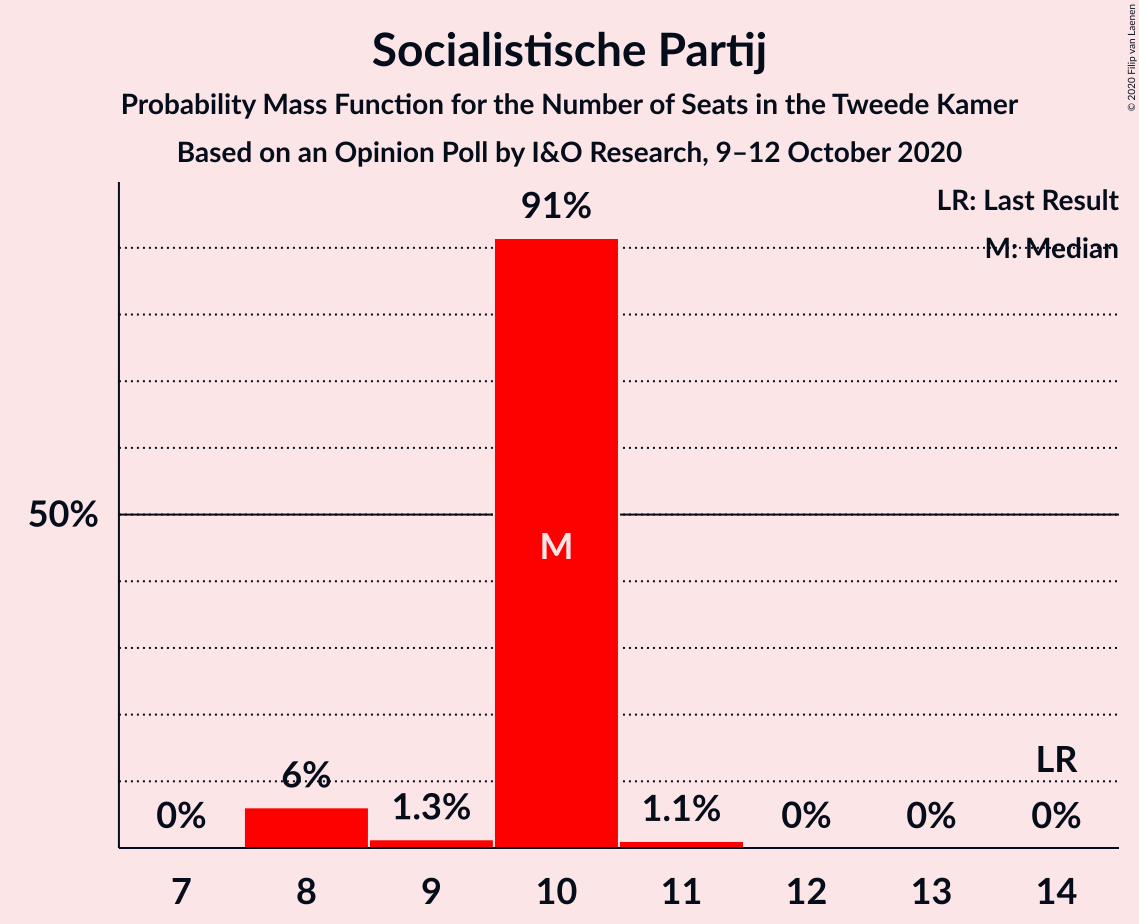 Socialistische Partij
Probability Mass Function for the Number of Seats in the Tweede Kamer
Based on an Opinion Poll by I&O Research, 9–12 October 2020
© 2020 Filip van Laenen
LR: Last Result
M: Median
91%
50%
M
LR
6%
1.3%
1.1%
0%
0%
0%
0%
7 8 9 10 11 12 13 14